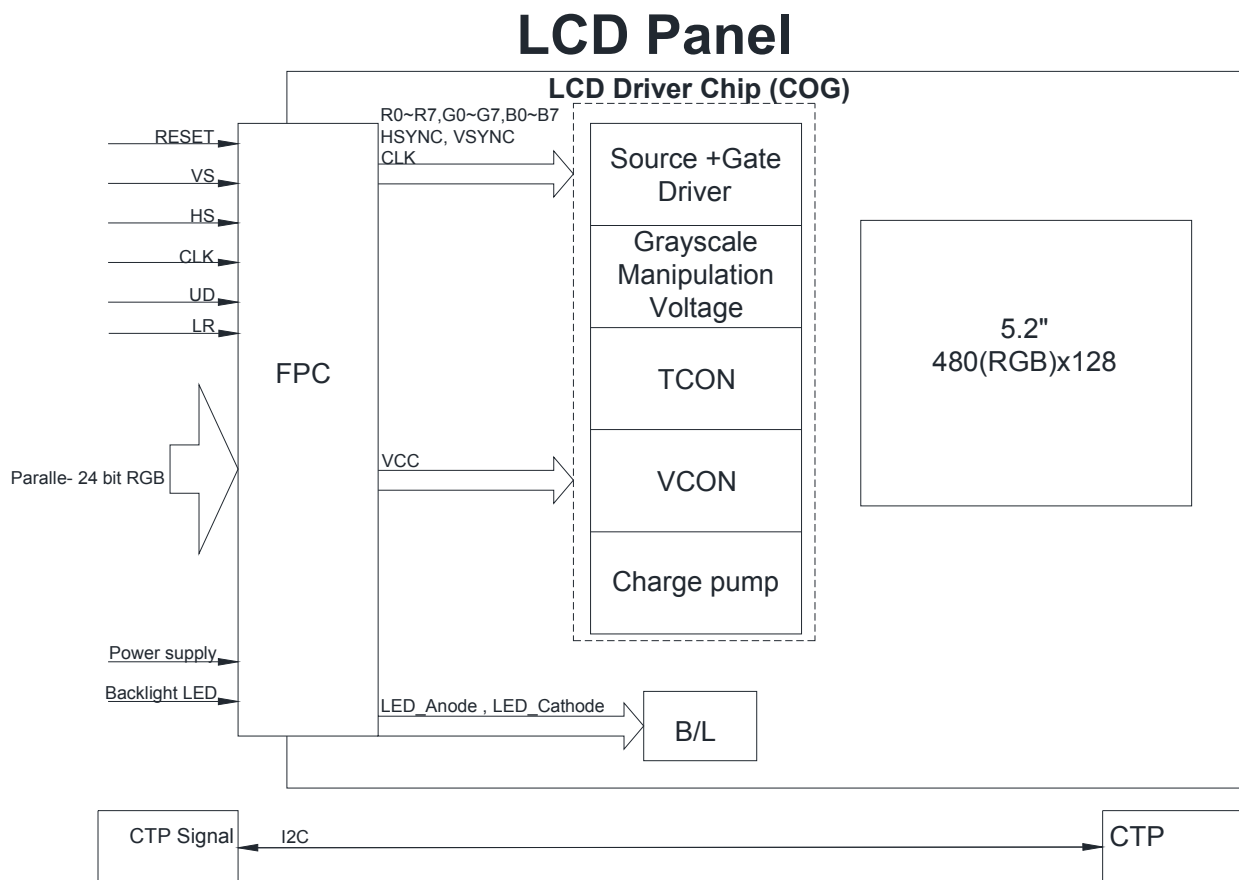 LCD Panel
LCD Driver Chip (COG)
R0~R7,G0~G7,B0~B7
HSYNC, VSYNC
CLK
RESET
VS
HS
CLK
UD
LR
FPC
Paralle- 24 bit RGB
Power supply
Backlight LED
VCC
LED_Anode , LED_Cathode
Source +Gate
Driver
Grayscale
Manipulation
Voltage
TCON
VCON
Charge pump
5.2"
480(RGB)x128
B/L
CTP Signal
I2C
CTP